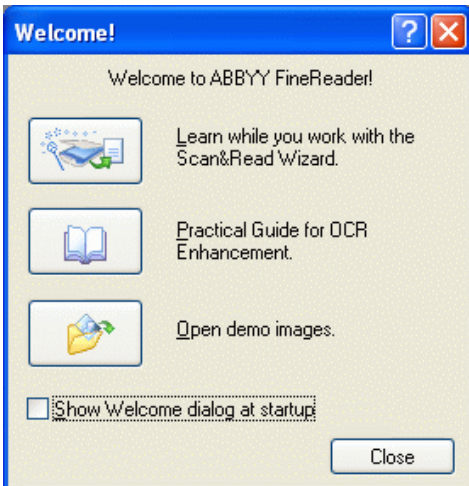 Welcome!
Welcome to ABBYY FineReader!
Learn while you work with the
Scan&Read Wizard.
Practical Guide for OCR
Enhancement.
Open demo images.
Show Welcome dialog at startup
Close